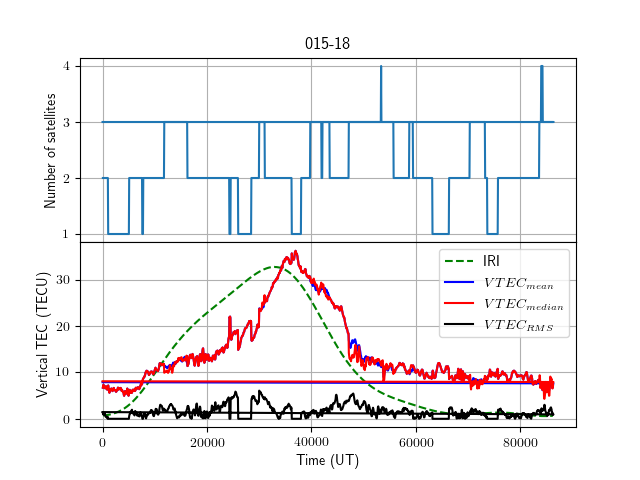 015-18
Number of satellites
4
3
2
1
Vertical TEC (TECU)
30
20
10
0
IRI
VTEC_mean
VTEC_median
VTEC_RMS
0 20000 40000 60000 80000
Time (UT)